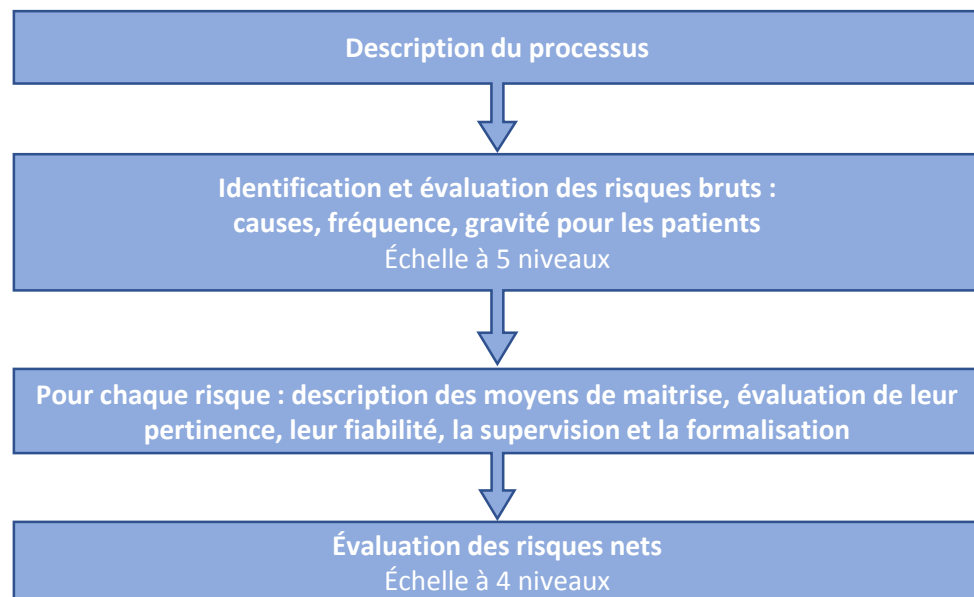 Description du processus
Identification et évaluation des risques bruts :
causes, fréquence, gravité pour les patients
Échelle à 5 niveaux
Pour chaque risque : description des moyens de maitrise, évaluation de leur
pertinence, leur fiabilité, la supervision et la formalisation
Évaluation des risques nets
Échelle à 4 niveaux